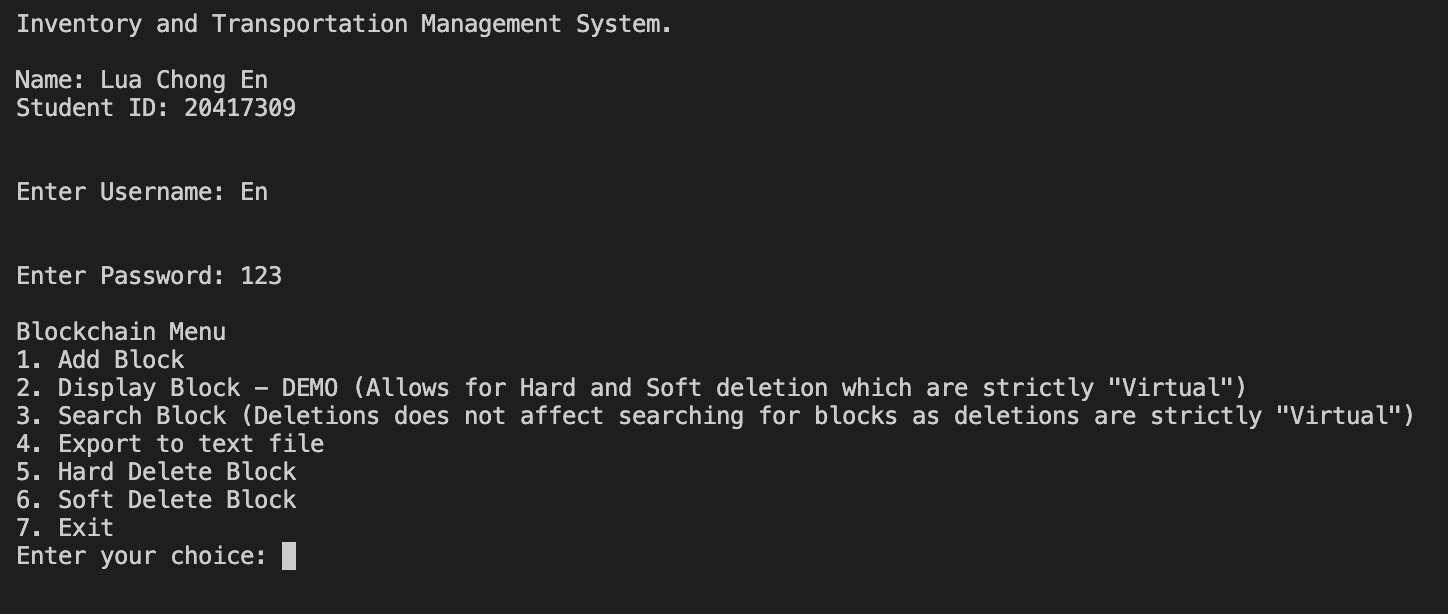 Inventory and Transportation Management System.
Name: Lua Chong En
Student ID: 20417309
Enter Username: En
Enter Password: 123
Blockchain Menu
1. Add Block
2. Display Block - DEMO (Allows for Hard and Soft deletion which are strictly "Virtual")
3. Search Block (Deletions does not affect searching for blocks as deletions are strictly "Virtual")
4. Export to text file
5. Hard Delete Block
6. Soft Delete Block
7. Exit
Enter your choice: